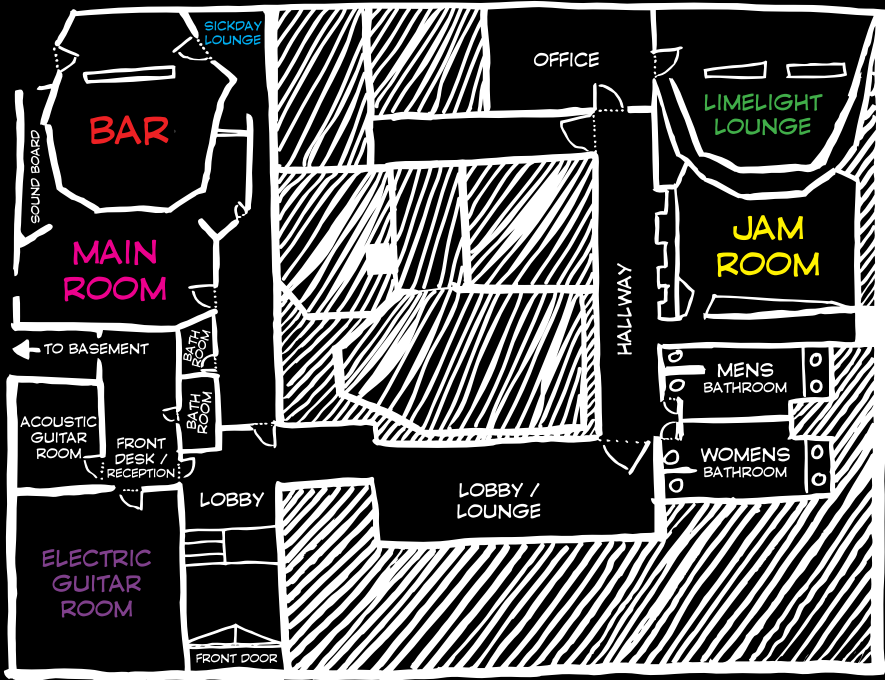 SICKDAY
LOUNGE
OFFICE
BAR
LIMELIGHT
LOUNGE
SOUND BOARD
MAIN
ROOM
JAM
ROOM
HALLWAY
TO BASEMENT
BATH
ROOM
BATH
ROOM
MENS
BATHROOM
ACOUSTIC
GUITAR
ROOM
FRONT
DESK /
RECEPTION
WOMENS
BATHROOM
LOBBY
LOBBY /
LOUNGE
ELECTRIC
GUITAR
ROOM
FRONT DOOR